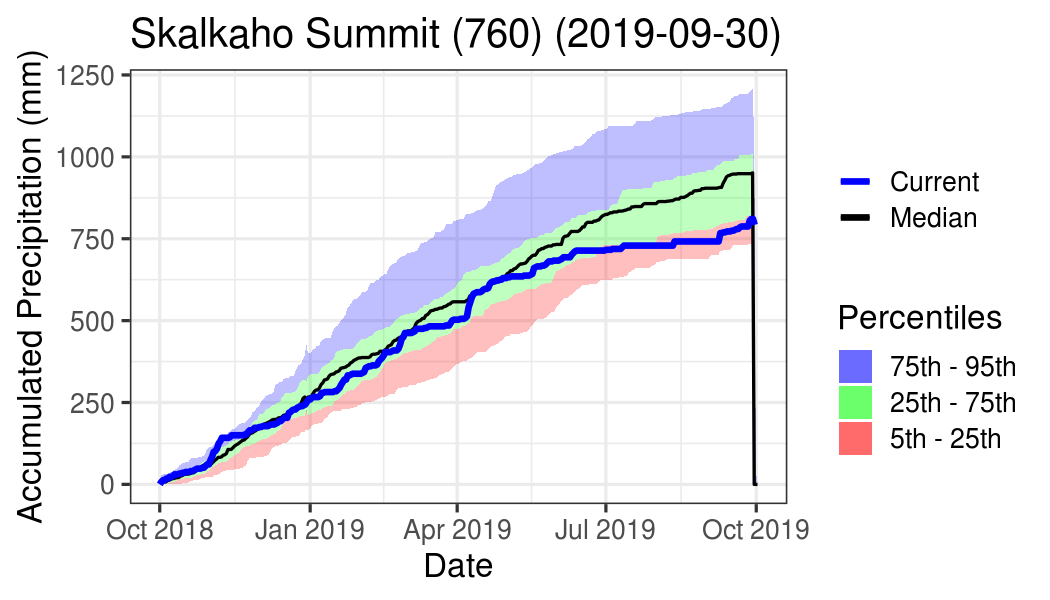 Skalkaho Summit (760) (2019-09-30)
Accumulated Precipitation (mm)
1250
1000
750
500
250
0
Oct 2018
Jan 2019
Apr 2019
Jul 2019
Oct 2019
Date
Current
Median
Percentiles
75th - 95th
25th - 75th
5th - 25th